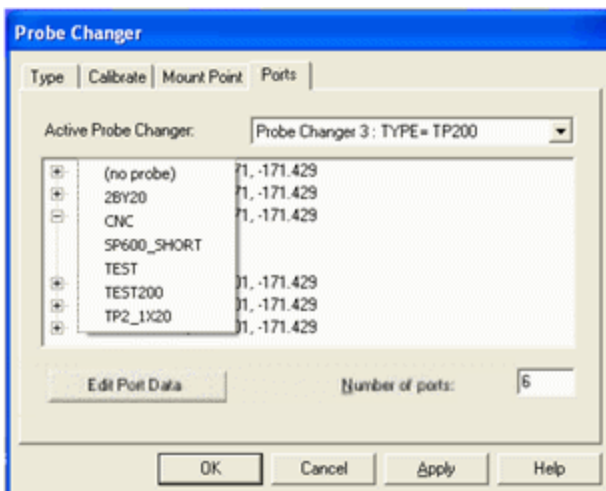 Probe Changer
Type Calibrate Mount Point Ports
Active Probe Changer: Probe Changer 3 : TYPE= TP200
(no probe) 71, -171.429
2BY20 71, -171.429
CNC 71, -171.429
SP600_SHORT
TEST
TEST200 01, -171.429
TP2_1X20 01, -171.429
01, -171.429
Edit Port Data Number of ports: 6
OK Cancel Apply Help